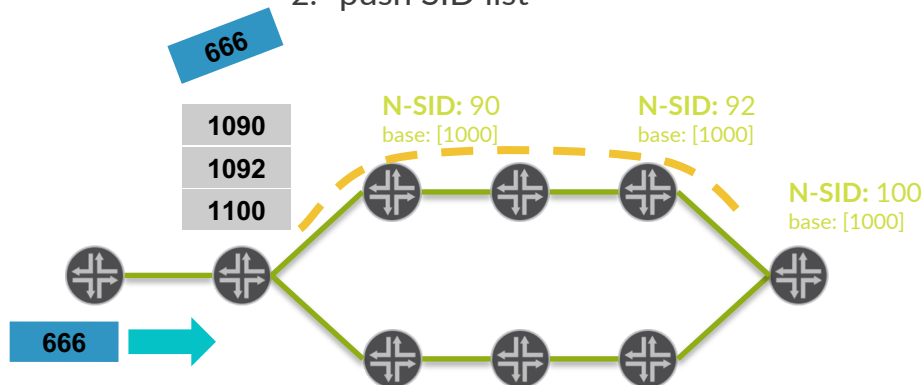 2. push SID list
666
1090
1092
1100
N-SID: 90
base: [1000]
N-SID: 92
base: [1000]
N-SID: 100
base: [1000]
666